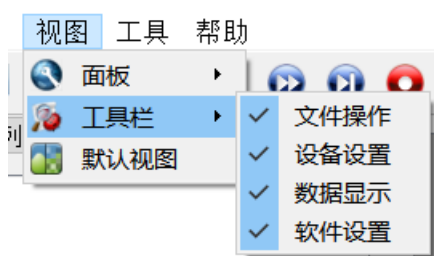 视图 工具 帮助
面板
工具栏
默认视图
文件操作
设备设置
数据显示
软件设置